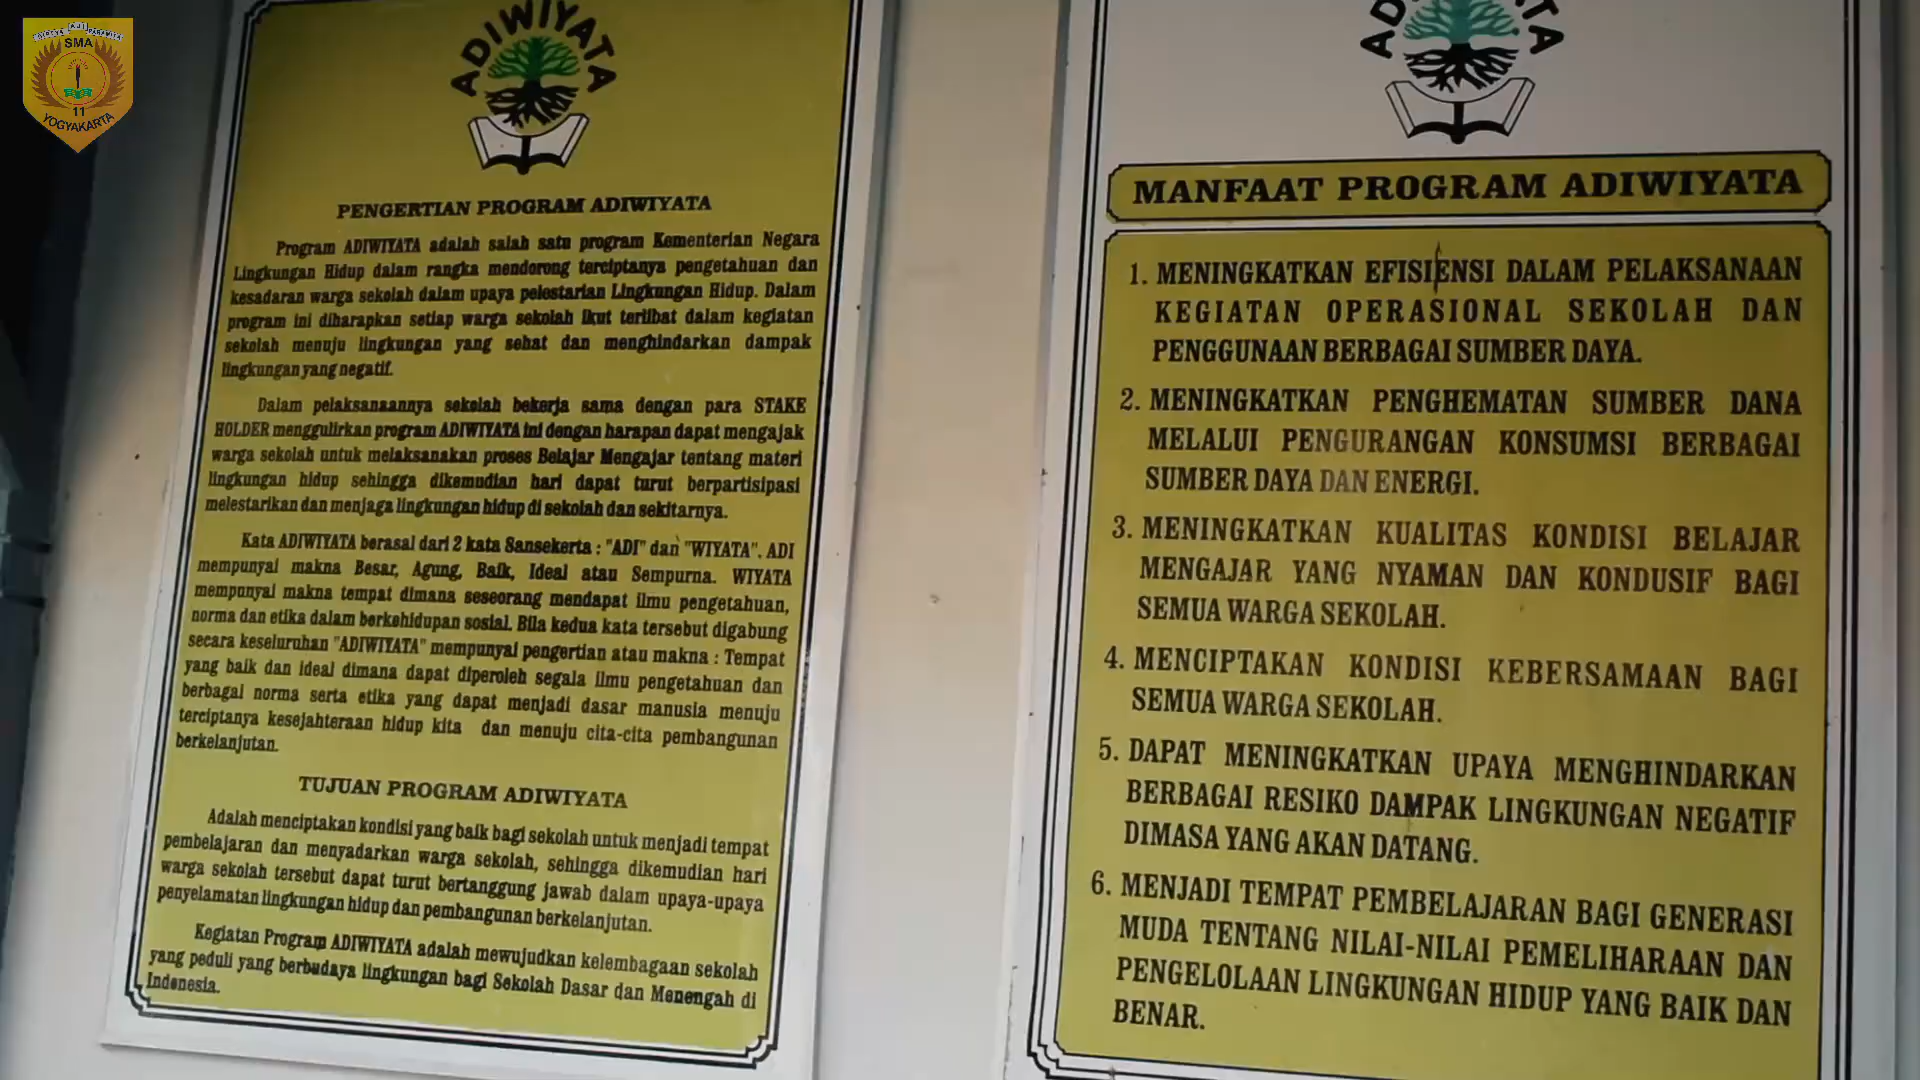 SMA
11
YOGYAKARTA
ADIWIYATA
PENGERTIAN PROGRAM ADIWIYATA
Program ADIWIYATA adalah salah satu program Kementerian Negara
Lingkungan Hidup dalam rangka mendorong terciptanya pengetahuan dan
kesadaran warga sekolah dalam upaya pelestarian Lingkungan Hidup. Dalam
program ini diharapkan setiap warga sekolah ikut terlibat dalam kegiatan
sekolah menuju lingkungan yang sehat dan menghindarkan dampak
lingkungan yang negatif.
Dalam pelaksanaannya sekolah bekerja sama dengan para STAKE
HOLDER menggulirkan program ADIWIYATA ini dengan harapan dapat mengajak
warga sekolah untuk melaksanakan proses Belajar Mengajar tentang materi
lingkungan hidup sehingga dikemudian hari dapat turut berpartisipasi
melestarikan dan menjaga lingkungan hidup di sekolah dan sekitarnya.
Kata ADIWIYATA berasal dari 2 kata Sansekerta : "ADI" dan "WIYATA". ADI
mempunyai makna Besar, Agung, Baik, Ideal atau Sempurna. WIYATA
mempunyai makna tempat dimana seseorang mendapat ilmu pengetahuan,
norma dan etika dalam berkehidupan sosial. Bila kedua kata tersebut digabung
secara keseluruhan "ADIWIYATA" mempunyai pengertian atau makna : Tempat
yang baik dan ideal dimana dapat diperoleh segala ilmu pengetahuan dan
berbagai norma serta etika yang dapat menjadi dasar manusia menuju
terciptanya kesejahteraan hidup kita dan menuju cita-cita pembangunan
berkelanjutan.
TUJUAN PROGRAM ADIWIYATA
Adalah menciptakan kondisi yang baik bagi sekolah untuk menjadi tempat
pembelajaran dan menyadarkan warga sekolah, sehingga dikemudian hari
warga sekolah tersebut dapat turut bertanggung jawab dalam upaya-upaya
penyelamatan lingkungan hidup dan pembangunan berkelanjutan.
Kegiatan Program ADIWIYATA adalah mewujudkan kelembagaan sekolah
yang peduli yang berbudaya lingkungan bagi Sekolah Dasar dan Menengah di
Indonesia.
MANFAAT PROGRAM ADIWIYATA
1. MENINGKATKAN EFISIENSI DALAM PELAKSANAAN
KEGIATAN OPERASIONAL SEKOLAH DAN
PENGGUNAAN BERBAGAI SUMBER DAYA.
2. MENINGKATKAN PENGHEMATAN SUMBER DANA
MELALUI PENGURANGAN KONSUMSI BERBAGAI
SUMBER DAYA DAN ENERGI.
3. MENINGKATKAN KUALITAS KONDISI BELAJAR
MENGAJAR YANG NYAMAN DAN KONDUSIF BAGI
SEMUA WARGA SEKOLAH.
4. MENCIPTAKAN KONDISI KEBERSAMAAN BAGI
SEMUA WARGA SEKOLAH.
5. DAPAT MENINGKATKAN UPAYA MENGHINDARKAN
BERBAGAI RESIKO DAMPAK LINGKUNGAN NEGATIF
DIMASA YANG AKAN DATANG.
6. MENJADI TEMPAT PEMBELAJARAN BAGI GENERASI
MUDA TENTANG NILAI-NILAI PEMELIHARAAN DAN
PENGELOLAAN LINGKUNGAN HIDUP YANG BAIK DAN
BENAR.